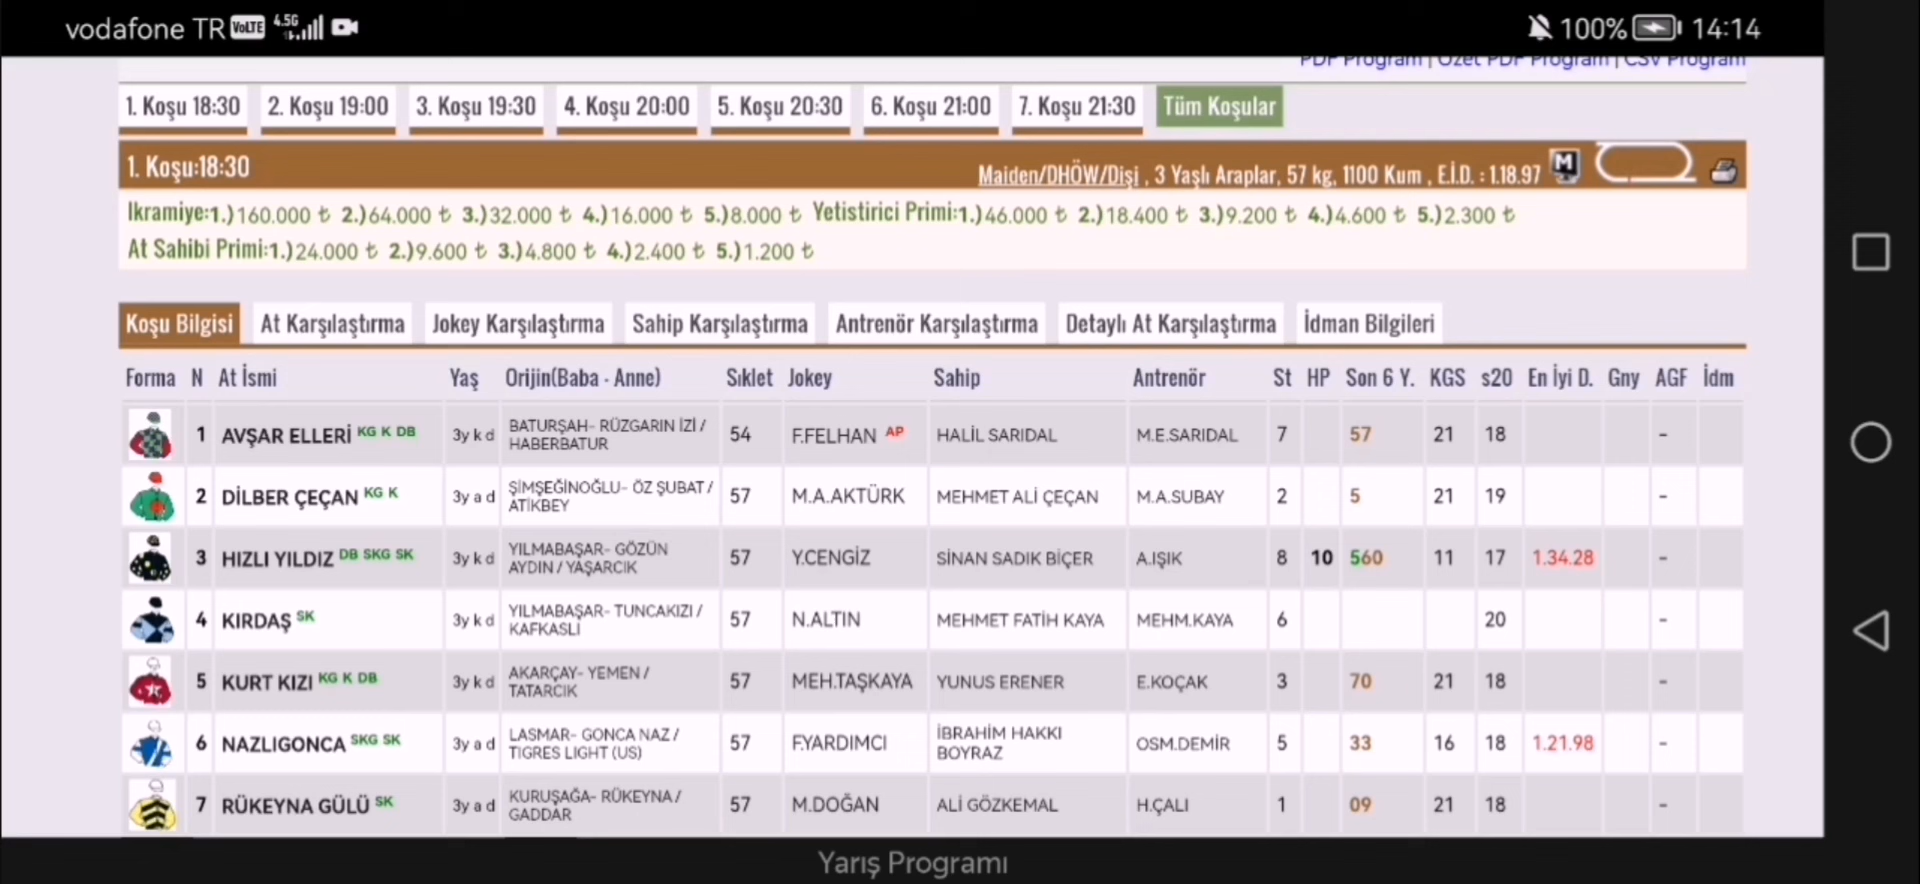 vodafone TR VoLTE 4.5G 100% 14:14
PDF Program | Özet PDF Program | CSV Program
1. Koşu 18:30 2. Koşu 19:00 3. Koşu 19:30 4. Koşu 20:00 5. Koşu 20:30 6. Koşu 21:00 7. Koşu 21:30 Tüm Koşular
1. Koşu:18:30 Maiden/DHÖW/Dişi , 3 Yaşlı Araplar, 57 kg, 1100 Kum , E.İ.D. : 1.18.97 M
Ikramiye:1.)160.000 ₺ 2.)64.000 ₺ 3.)32.000 ₺ 4.)16.000 ₺ 5.)8.000 ₺ Yetistirici Primi:1.)46.000 ₺ 2.)18.400 ₺ 3.)9.200 ₺ 4.)4.600 ₺ 5.)2.300 ₺
At Sahibi Primi:1.)24.000 ₺ 2.)9.600 ₺ 3.)4.800 ₺ 4.)2.400 ₺ 5.)1.200 ₺
Koşu Bilgisi At Karşılaştırma Jokey Karşılaştırma Sahip Karşılaştırma Antrenör Karşılaştırma Detaylı At Karşılaştırma İdman Bilgileri
Forma N At İsmi Yaş Orijin(Baba - Anne) Sıklet Jokey Sahip Antrenör St HP Son 6 Y. KGS s20 En İyi D. Gny AGF İdm
1 AVŞAR ELLERİ KG K DB 3y k d BATURŞAH- RÜZGARIN İZİ / HABERBATUR 54 F.FELHAN AP HALİL SARIDAL M.E.SARIDAL 7 57 21 18 -
2 DİLBER ÇEÇAN KG K 3y a d ŞİMŞEĞİNOĞLU- ÖZ ŞUBAT / ATİKBEY 57 M.A.AKTÜRK MEHMET ALİ ÇEÇAN M.A.SUBAY 2 5 21 19 -
3 HIZLI YILDIZ DB SKG SK 3y k d YILMABAŞAR- GÖZÜN AYDIN / YAŞARCIK 57 Y.CENGİZ SİNAN SADIK BİÇER A.IŞIK 8 10 560 11 17 1.34.28 -
4 KIRDAŞ SK 3y k d YILMABAŞAR- TUNCAKIZI / KAFKASLI 57 N.ALTIN MEHMET FATİH KAYA MEHM.KAYA 6 20 -
5 KURT KIZI KG K DB 3y k d AKARÇAY- YEMEN / TATARCIK 57 MEH.TAŞKAYA YUNUS ERENER E.KOÇAK 3 70 21 18 -
6 NAZLIGONCA SKG SK 3y a d LASMAR- GONCA NAZ / TIGRES LIGHT (US) 57 F.YARDIMCI İBRAHİM HAKKI BOYRAZ OSM.DEMİR 5 33 16 18 1.21.98 -
7 RÜKEYNA GÜLÜ SK 3y a d KURUŞAĞA- RÜKEYNA / GADDAR 57 M.DOĞAN ALİ GÖZKEMAL H.ÇALI 1 09 21 18 -
Yarış Programı